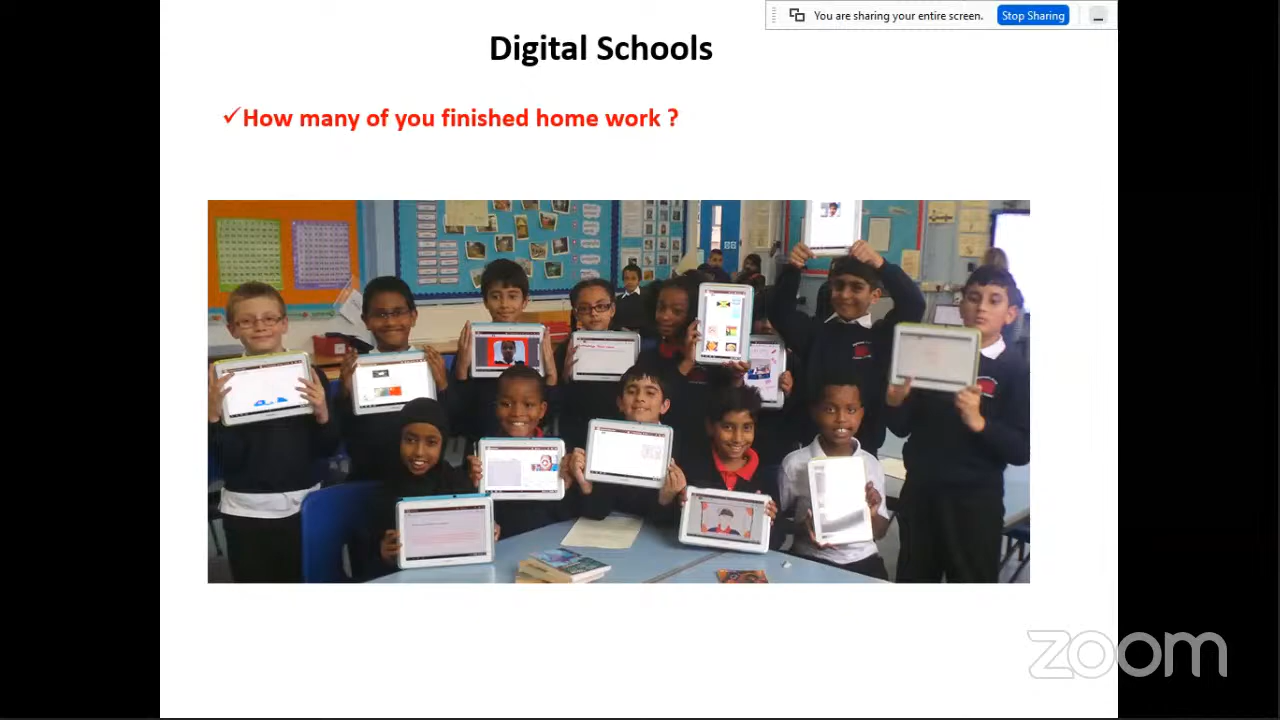 You are sharing your entire screen.
Stop Sharing
Digital Schools
✓How many of you finished home work ?
zoom